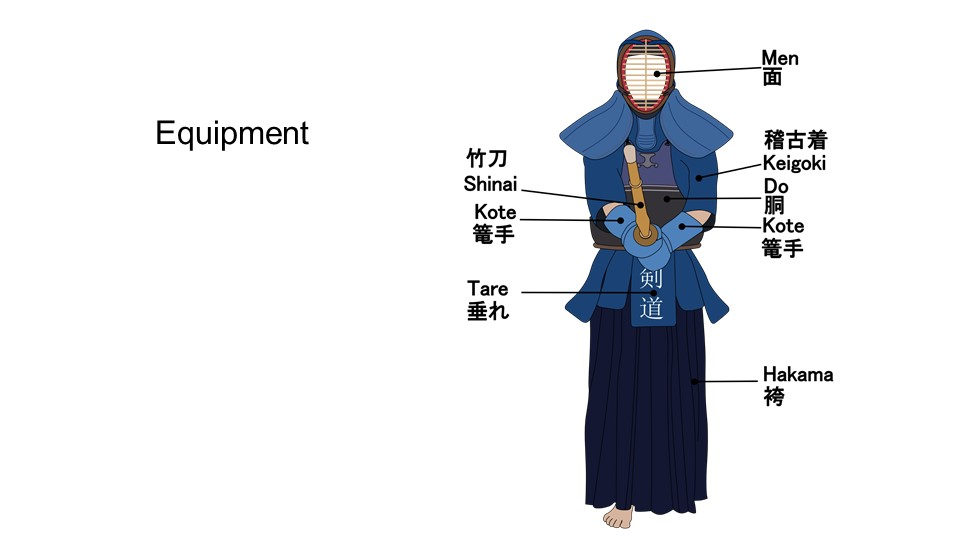 Equipment
Men
面
稽古着
Keigoki
Do
胴
Kote
篭手
Hakama
袴
竹刀
Shinai
Kote
篭手
Tare
垂れ
剣
道